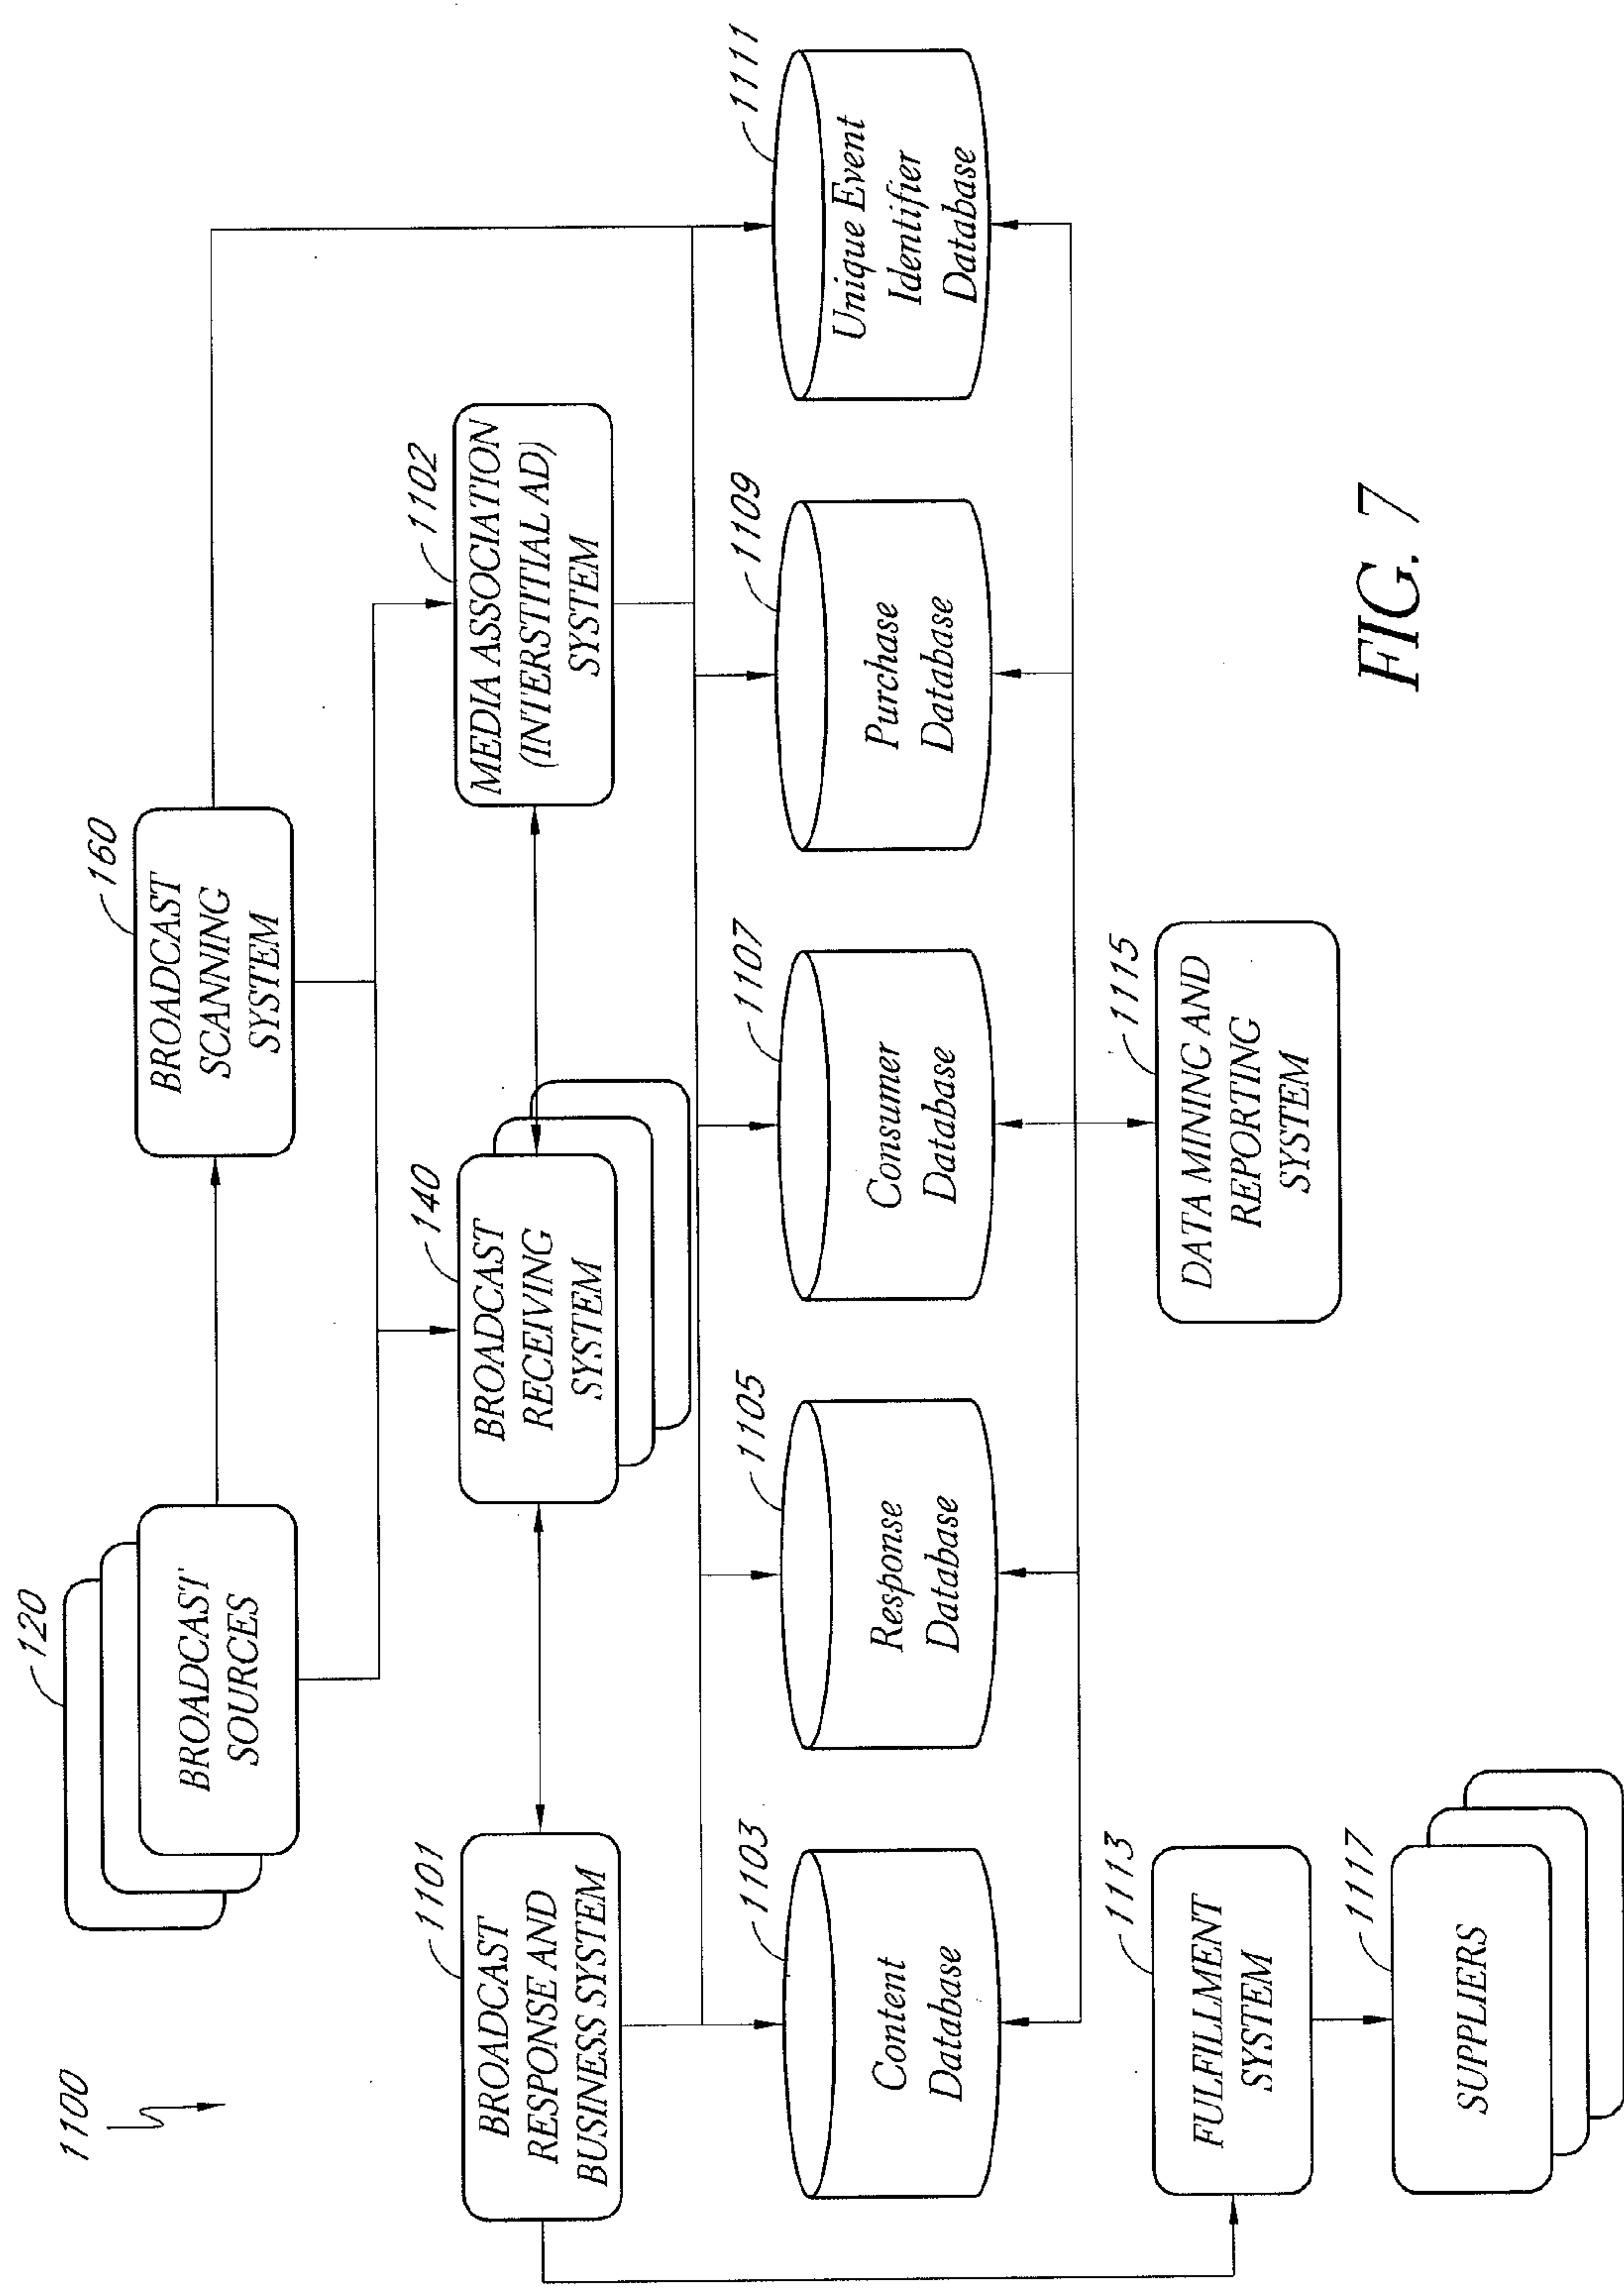 1100
120
BROADCAST
SOURCES
160
BROADCAST
SCANNING
SYSTEM
1101
BROADCAST
RESPONSE AND
BUSINESS SYSTEM
140
BROADCAST
RECEIVING
SYSTEM
1102
MEDIA ASSOCIATION
(INTERSTITIAL AD)
SYSTEM
1103
Content
Database
1105
Response
Database
1107
Consumer
Database
1109
Purchase
Database
1111
Unique Event
Identifier
Database
1113
FULFILLMENT
SYSTEM
1115
DATA MINING AND
REPORTING
SYSTEM
1117
SUPPLIERS
FIG. 7